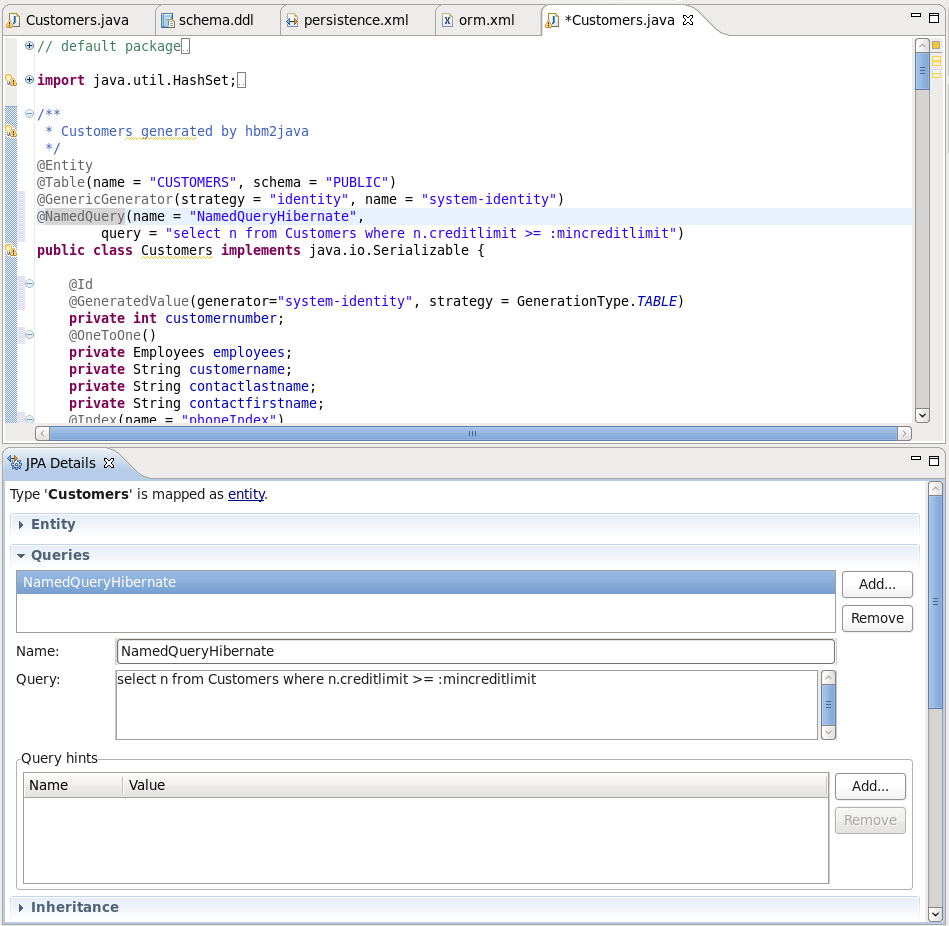 Customers.java schema.ddl persistence.xml orm.xml *Customers.java
// default package
import java.util.HashSet;
/**
 * Customers generated by hbm2java
 */
@Entity
@Table(name = "CUSTOMERS", schema = "PUBLIC")
@GenericGenerator(strategy = "identity", name = "system-identity")
@NamedQuery(name = "NamedQueryHibernate",
        query = "select n from Customers where n.creditlimit >= :mincreditlimit")
public class Customers implements java.io.Serializable {
    @Id
    @GeneratedValue(generator="system-identity", strategy = GenerationType.TABLE)
    private int customernumber;
    @OneToOne()
    private Employees employees;
    private String customername;
    private String contactlastname;
    private String contactfirstname;
    @Index(name = "phoneIndex")
JPA Details
Type 'Customers' is mapped as entity.
Entity
Queries
NamedQueryHibernate
Add...
Remove
Name: NamedQueryHibernate
Query: select n from Customers where n.creditlimit >= :mincreditlimit
Query hints
Name Value
Add...
Remove
Inheritance